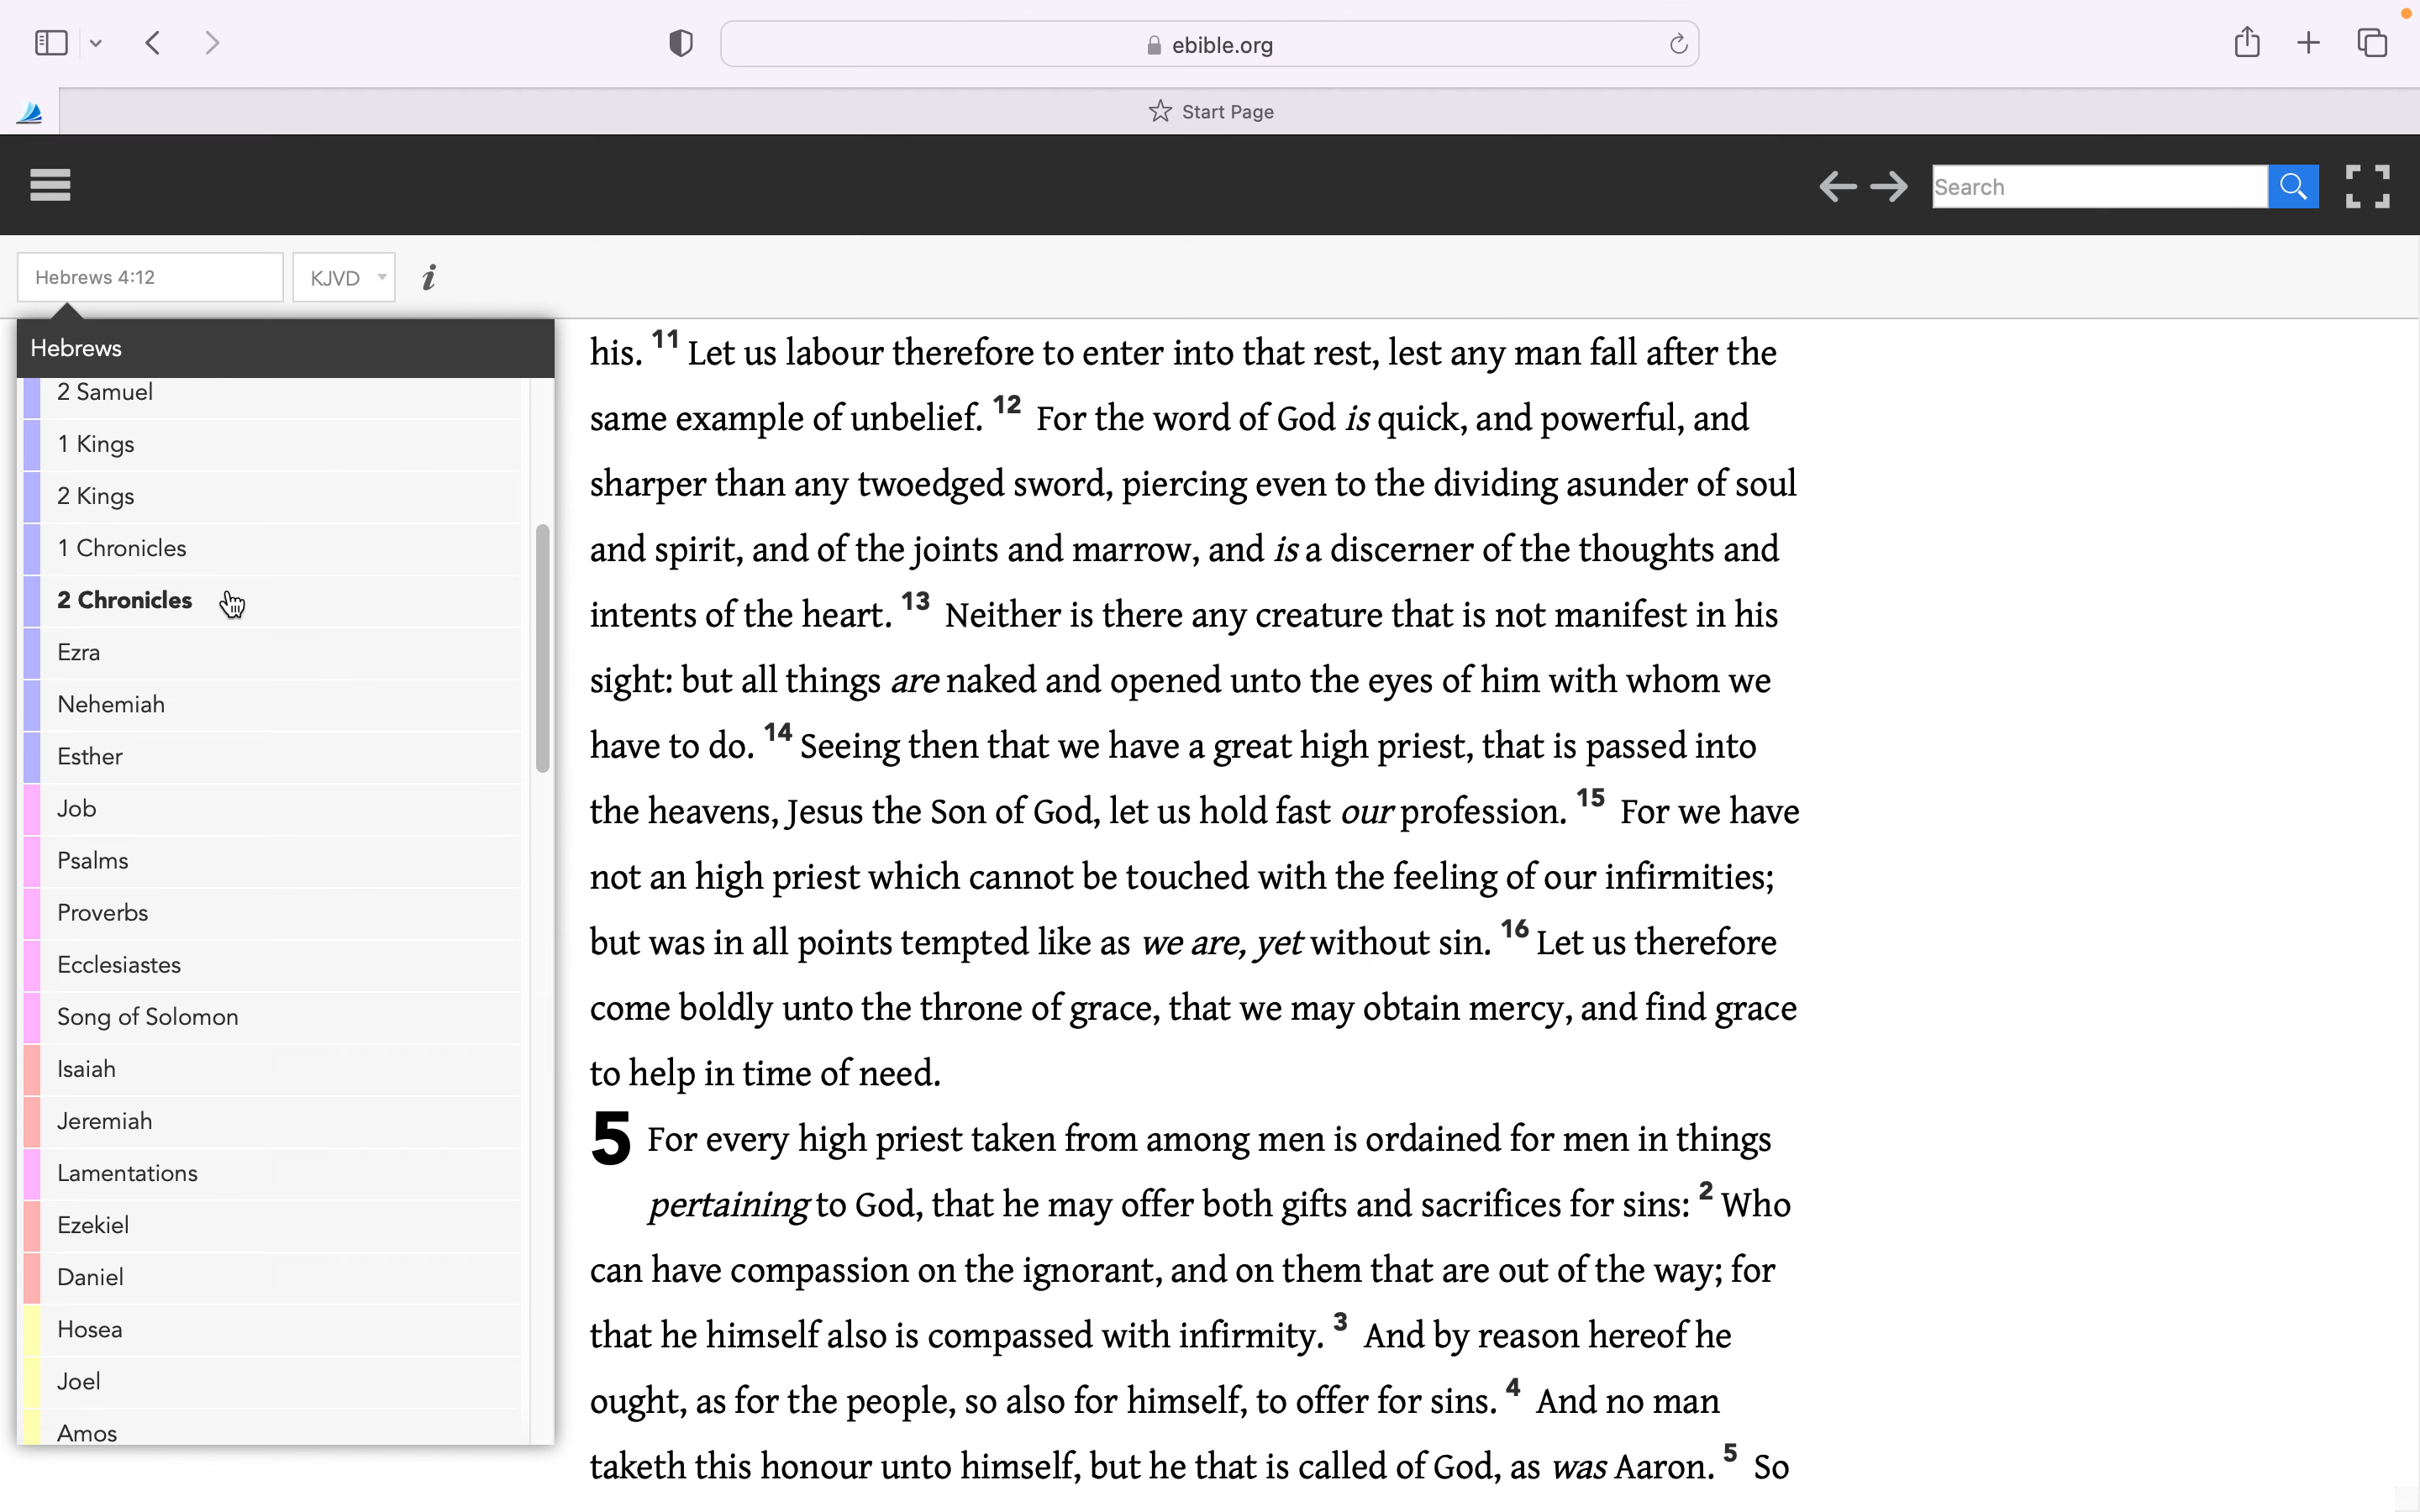 ebible.org
Start Page
Search
Hebrews 4:12
KJVD
i
Hebrews
2 Samuel
1 Kings
2 Kings
1 Chronicles
2 Chronicles
Ezra
Nehemiah
Esther
Job
Psalms
Proverbs
Ecclesiastes
Song of Solomon
Isaiah
Jeremiah
Lamentations
Ezekiel
Daniel
Hosea
Joel
Amos
his. 11 Let us labour therefore to enter into that rest, lest any man fall after the
same example of unbelief. 12 For the word of God is quick, and powerful, and
sharper than any twoedged sword, piercing even to the dividing asunder of soul
and spirit, and of the joints and marrow, and is a discerner of the thoughts and
intents of the heart. 13 Neither is there any creature that is not manifest in his
sight: but all things are naked and opened unto the eyes of him with whom we
have to do. 14 Seeing then that we have a great high priest, that is passed into
the heavens, Jesus the Son of God, let us hold fast our profession. 15 For we have
not an high priest which cannot be touched with the feeling of our infirmities;
but was in all points tempted like as we are, yet without sin. 16 Let us therefore
come boldly unto the throne of grace, that we may obtain mercy, and find grace
to help in time of need.
5 For every high priest taken from among men is ordained for men in things
pertaining to God, that he may offer both gifts and sacrifices for sins: 2 Who
can have compassion on the ignorant, and on them that are out of the way; for
that he himself also is compassed with infirmity. 3 And by reason hereof he
ought, as for the people, so also for himself, to offer for sins. 4 And no man
taketh this honour unto himself, but he that is called of God, as was Aaron. 5 So